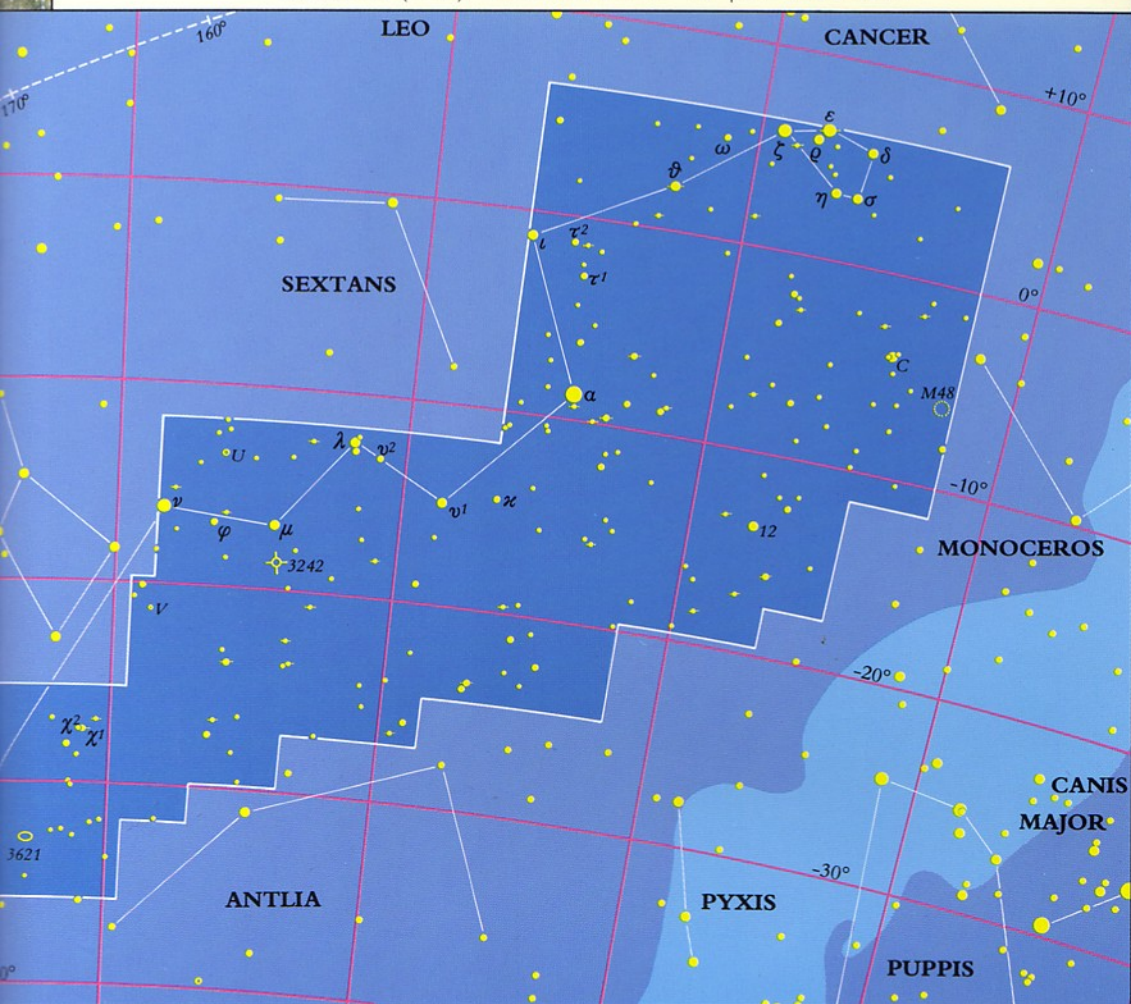 160°
LEO
CANCER
170°
+10°
ε
ω
ζ
ϱ
δ
ϑ
η
σ
ι
τ²
SEXTANS
τ¹
0°
C
α
M48
λ
υ²
U
-10°
ν
υ¹
ϰ
φ
μ
12
MONOCEROS
3242
V
-20°
χ²
χ¹
CANIS
MAJOR
3621
-30°
ANTLIA
PYXIS
PUPPIS